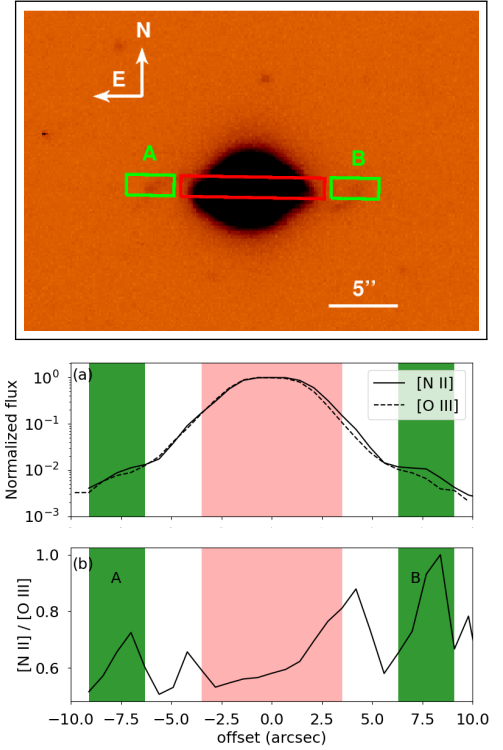 N
E
A
B
5’’
(a)
[N II]
[O III]
Normalized flux
10⁰
10⁻¹
10⁻²
10⁻³
(b)
A
B
[N II] / [O III]
1.0
0.8
0.6
−10.0 −7.5 −5.0 −2.5 0.0 2.5 5.0 7.5 10.0
offset (arcsec)